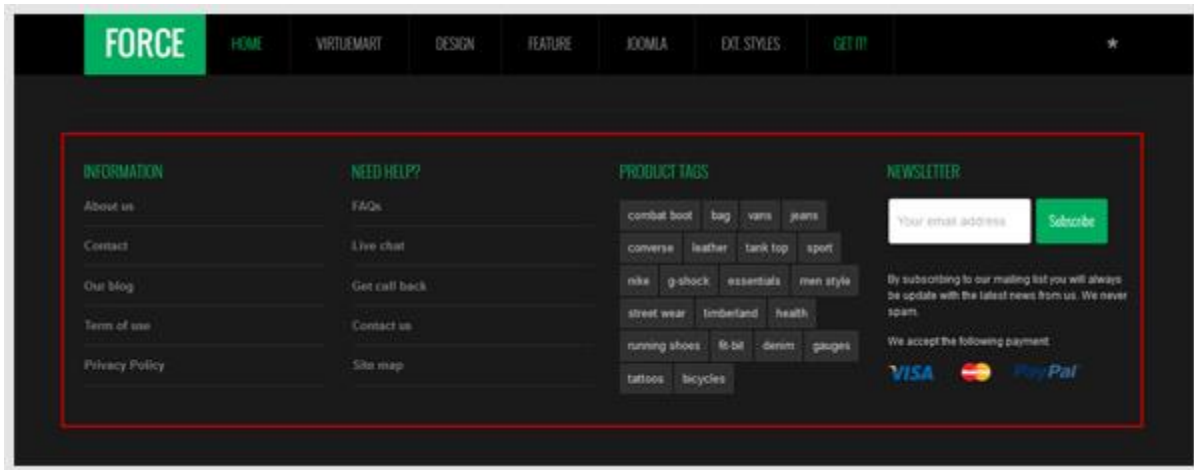 FORCE HOME VIRTUEMART DESIGN FEATURE JOOMLA EXT. STYLES GET IT!
INFORMATION
About us
Contact
Our blog
Term of use
Privacy Policy
NEED HELP?
FAQs
Live chat
Get call back
Contact us
Site map
PRODUCT TAGS
combat boot bag vans jeans
converse leather tank top sport
nike g-shock essentials men style
street wear timberland health
running shoes fit-bit denim gauges
tattoos bicycles
NEWSLETTER
Your email address Subscribe
By subscribing to our mailing list you will always
be update with the latest news from us. We never
spam.
We accept the following payment
VISA PayPal